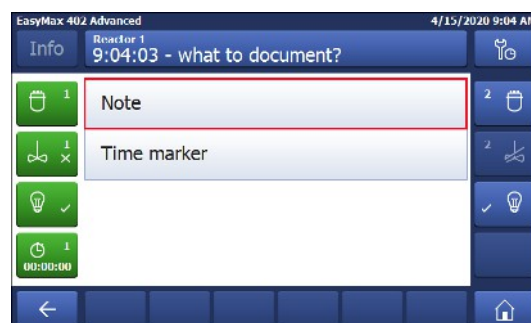 EasyMax 402 Advanced 4/15/2020 9:04 AM
Info
Reactor 1
9:04:03 - what to document?
1
Note
2
1
Time marker
2
1
00:00:00